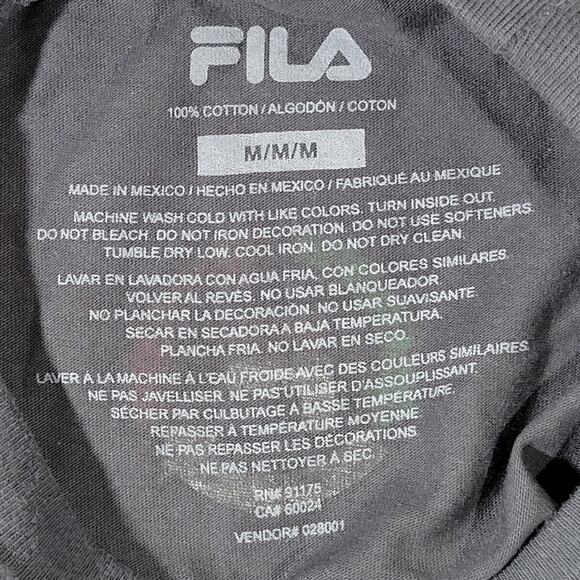 FILA
100% COTTON / ALGODÓN / COTON
M/M/M
MADE IN MEXICO / HECHO EN MEXICO / FABRIQUÉ AU MEXIQUE
MACHINE WASH COLD WITH LIKE COLORS. TURN INSIDE OUT.
DO NOT BLEACH. DO NOT IRON DECORATION. DO NOT USE SOFTENERS.
TUMBLE DRY LOW. COOL IRON. DO NOT DRY CLEAN.
LAVAR EN LAVADORA CON AGUA FRIA, CON COLORES SIMILARES.
VOLVER AL REVÉS. NO USAR BLANQUEADOR.
NO PLANCHAR LA DECORACIÓN. NO USAR SUAVISANTE.
SECAR EN SECADORA A BAJA TEMPERATURA.
PLANCHA FRIA. NO LAVAR EN SECO.
LAVER À LA MACHINE À L'EAU FROIDE AVEC DES COULEURS SIMILAIRES.
NE PAS JAVELLISER. NE PAS UTILISER D'ASSOUPLISSANT.
SÉCHER PAR CULBUTAGE À BASSE TEMPÉRATURE.
REPASSER À TEMPÉRATURE MOYENNE
NE PAS REPASSER LES DÉCORATIONS
NE PAS NETTOYER À SEC.
RN# 91175
CA# 60024
VENDOR# 028001